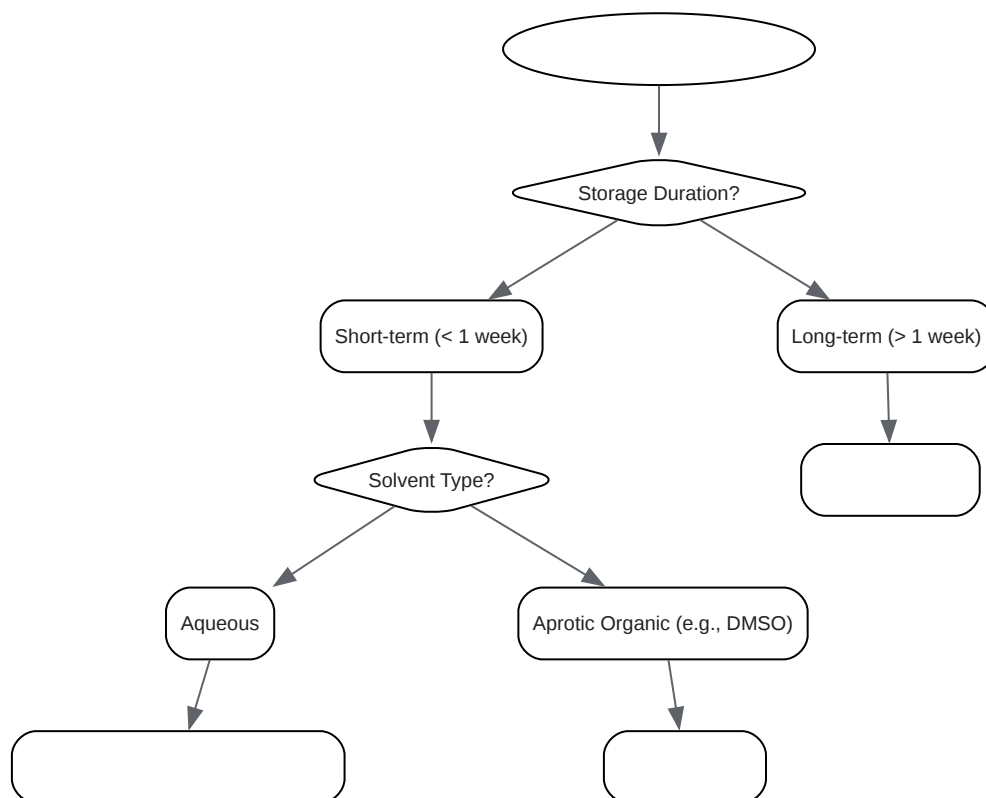 Storage Duration?
Short-term (< 1 week)
Long-term (> 1 week)
Solvent Type?
Aqueous
Aprotic Organic (e.g., DMSO)